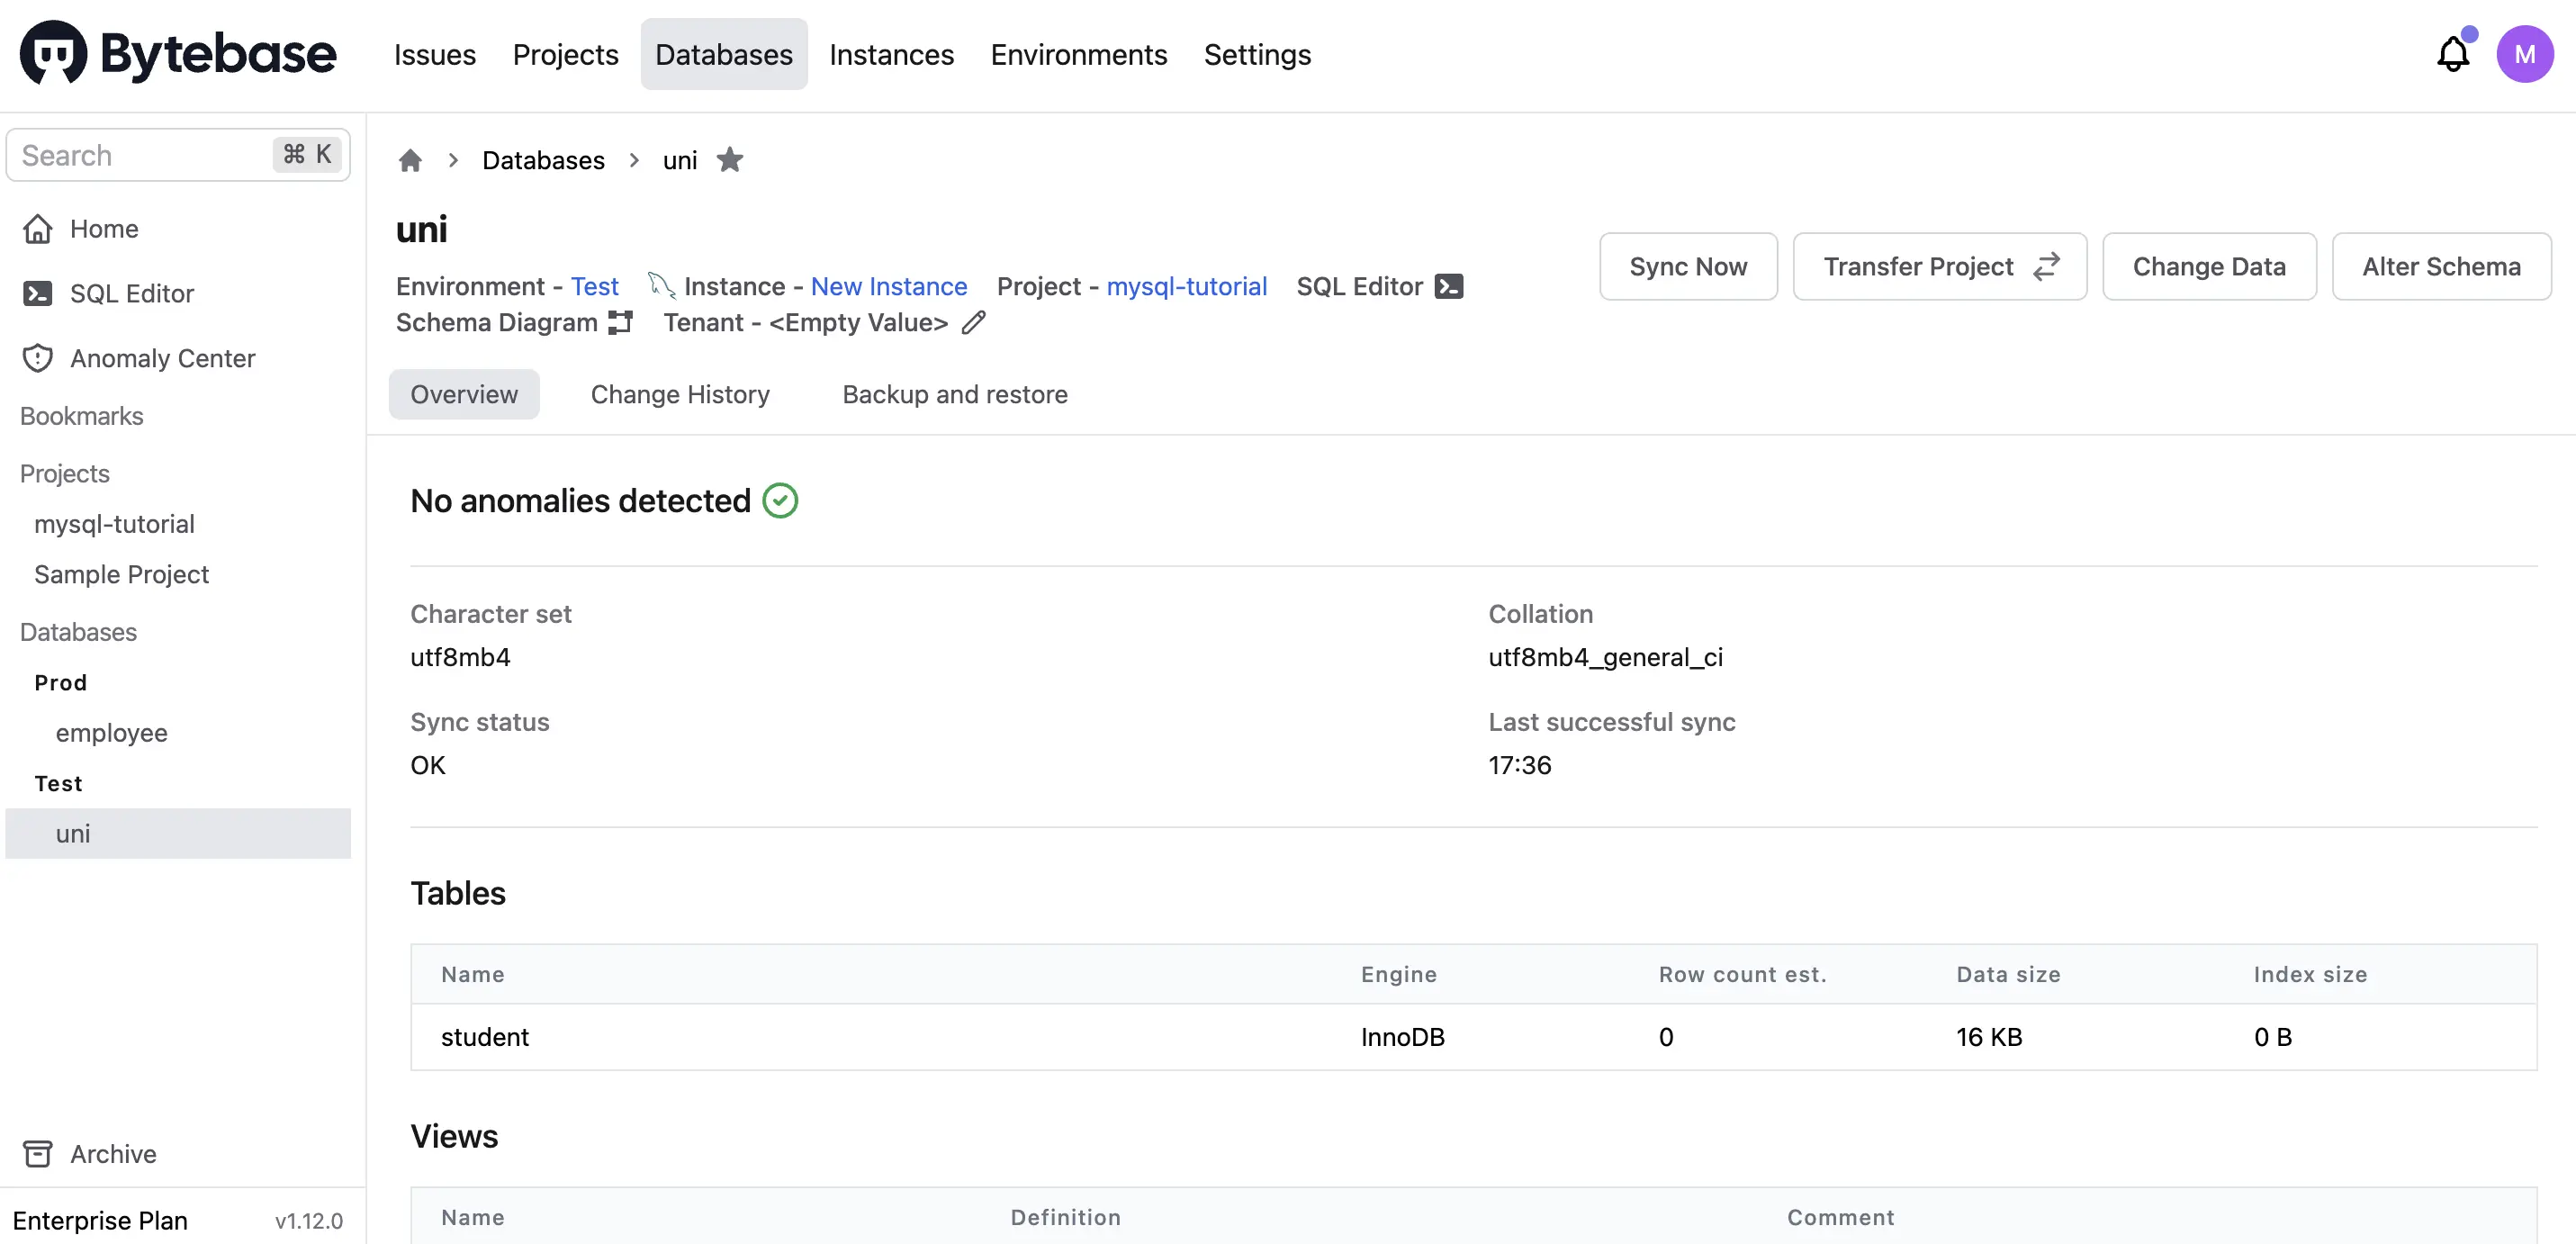 Bytebase Issues Projects Databases Instances Environments Settings M
Search ⌘ K
Home
SQL Editor
Anomaly Center
Bookmarks
Projects
mysql-tutorial
Sample Project
Databases
Prod
employee
Test
uni
Archive
Enterprise Plan v1.12.0
Databases uni
uni
Environment - Test Instance - New Instance Project - mysql-tutorial SQL Editor
Schema Diagram Tenant - <Empty Value>
Sync Now Transfer Project Change Data Alter Schema
Overview Change History Backup and restore
No anomalies detected
Character set Collation
utf8mb4 utf8mb4_general_ci
Sync status Last successful sync
OK 17:36
Tables
Name Engine Row count est. Data size Index size
student InnoDB 0 16 KB 0 B
Views
Name Definition Comment